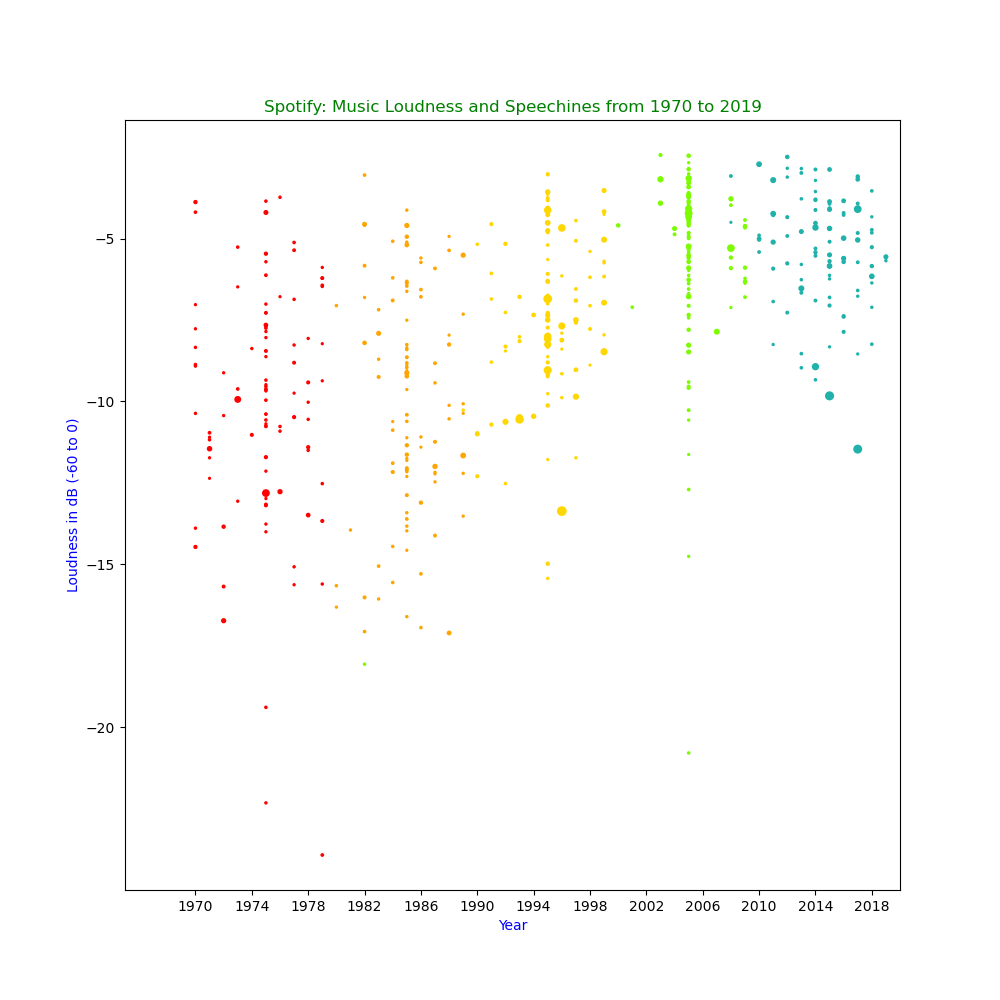 Spotify: Music Loudness and Speechines from 1970 to 2019
Loudness in dB (-60 to 0)
−5
−10
−15
−20
1970 1974 1978 1982 1986 1990 1994 1998 2002 2006 2010 2014 2018
Year